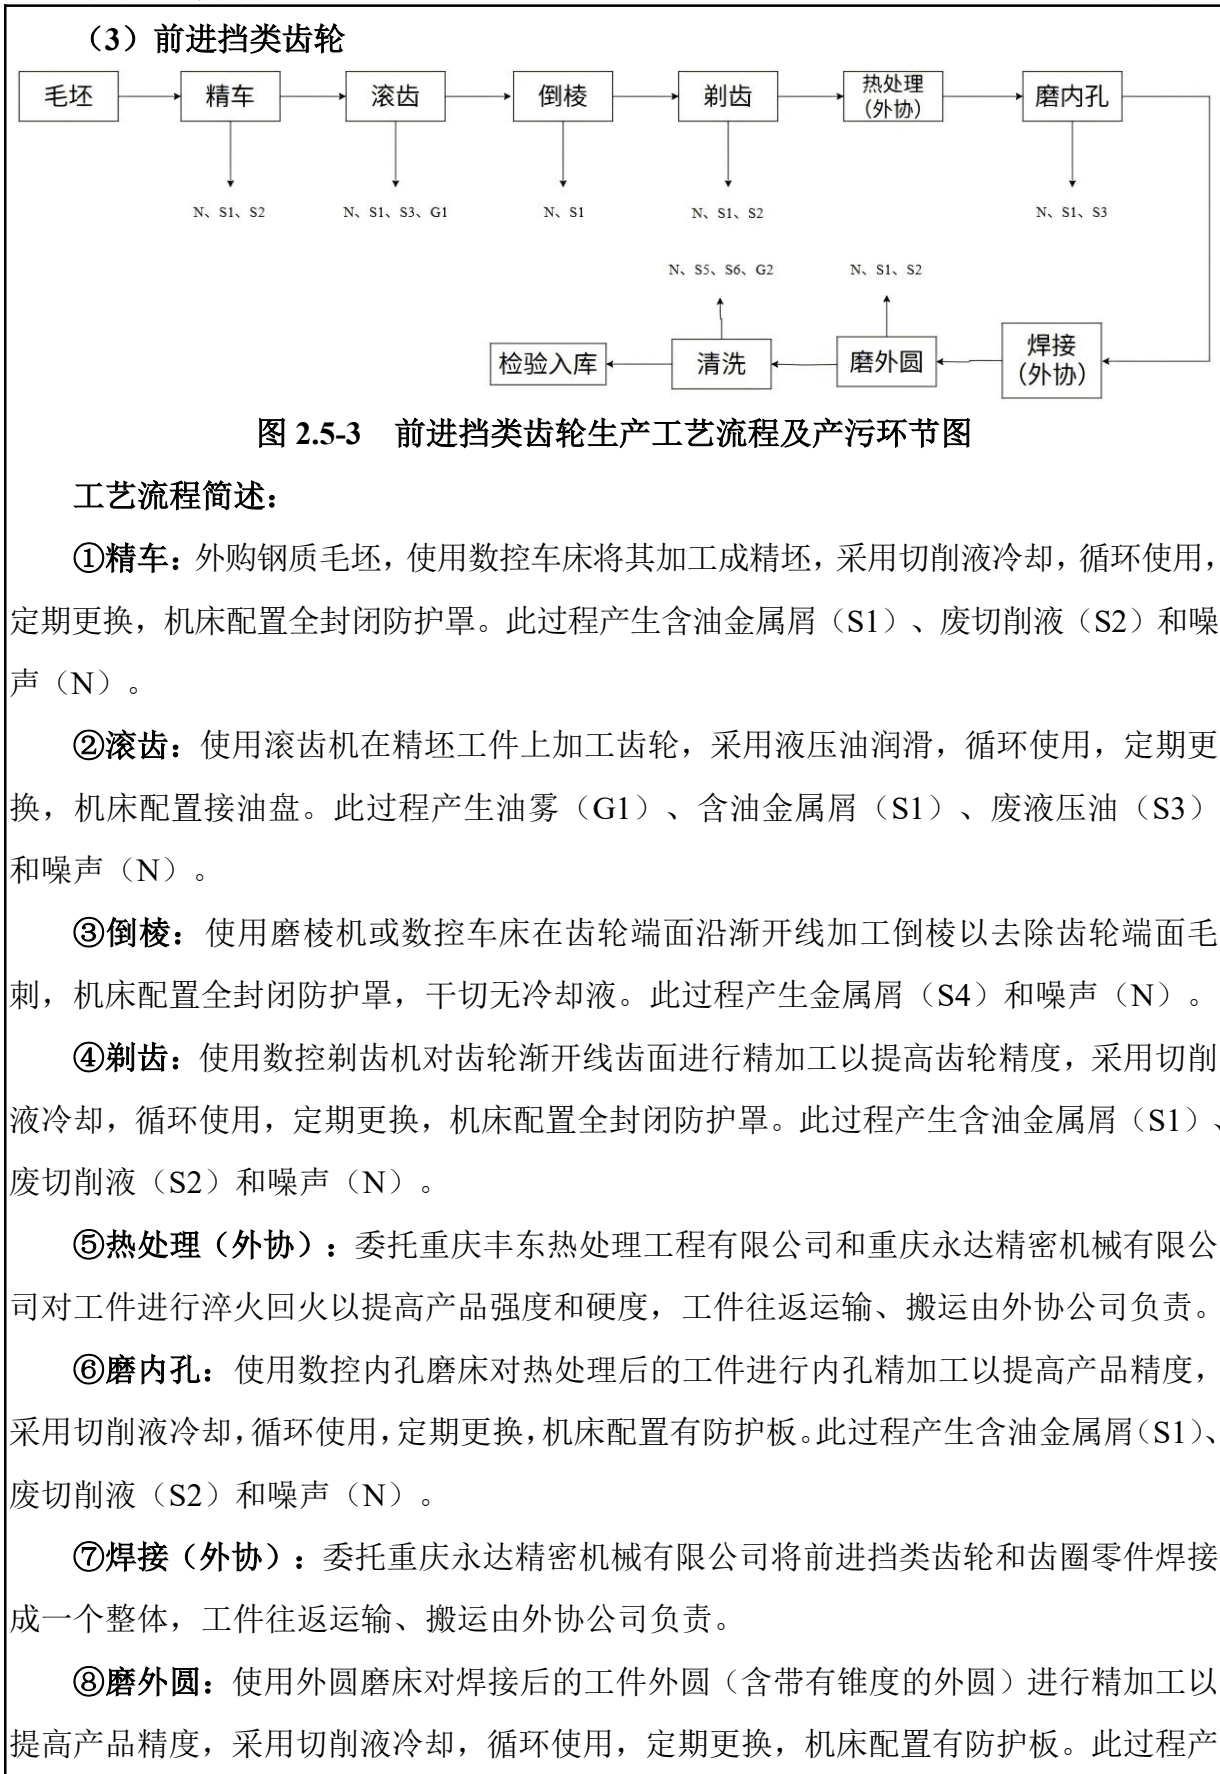 （3）前进挡类齿轮
毛坯 精车 滚齿 倒棱 剃齿 热处理（外协） 磨内孔
N、S1、S2 N、S1、S3、G1 N、S1 N、S1、S2 N、S1、S3
N、S5、S6、G2 N、S1、S2
检验入库 清洗 磨外圆 焊接（外协）
图 2.5-3 前进挡类齿轮生产工艺流程及产污环节图
工艺流程简述：
①精车：外购钢质毛坯，使用数控车床将其加工成精坯，采用切削液冷却，循环使用，
定期更换，机床配置全封闭防护罩。此过程产生含油金属屑（S1）、废切削液（S2）和噪
声（N）。
②滚齿：使用滚齿机在精坯工件上加工齿轮，采用液压油润滑，循环使用，定期更
换，机床配置接油盘。此过程产生油雾（G1）、含油金属屑（S1）、废液压油（S3）
和噪声（N）。
③倒棱：使用磨棱机或数控车床在齿轮端面沿渐开线加工倒棱以去除齿轮端面毛
刺，机床配置全封闭防护罩，干切无冷却液。此过程产生金属屑（S4）和噪声（N）。
④剃齿：使用数控剃齿机对齿轮渐开线齿面进行精加工以提高齿轮精度，采用切削
液冷却，循环使用，定期更换，机床配置全封闭防护罩。此过程产生含油金属屑（S1）、
废切削液（S2）和噪声（N）。
⑤热处理（外协）：委托重庆丰东热处理工程有限公司和重庆永达精密机械有限公
司对工件进行淬火回火以提高产品强度和硬度，工件往返运输、搬运由外协公司负责。
⑥磨内孔：使用数控内孔磨床对热处理后的工件进行内孔精加工以提高产品精度，
采用切削液冷却，循环使用，定期更换，机床配置有防护板。此过程产生含油金属屑（S1）、
废切削液（S2）和噪声（N）。
⑦焊接（外协）：委托重庆永达精密机械有限公司将前进挡类齿轮和齿圈零件焊接
成一个整体，工件往返运输、搬运由外协公司负责。
⑧磨外圆：使用外圆磨床对焊接后的工件外圆（含带有锥度的外圆）进行精加工以
提高产品精度，采用切削液冷却，循环使用，定期更换，机床配置有防护板。此过程产